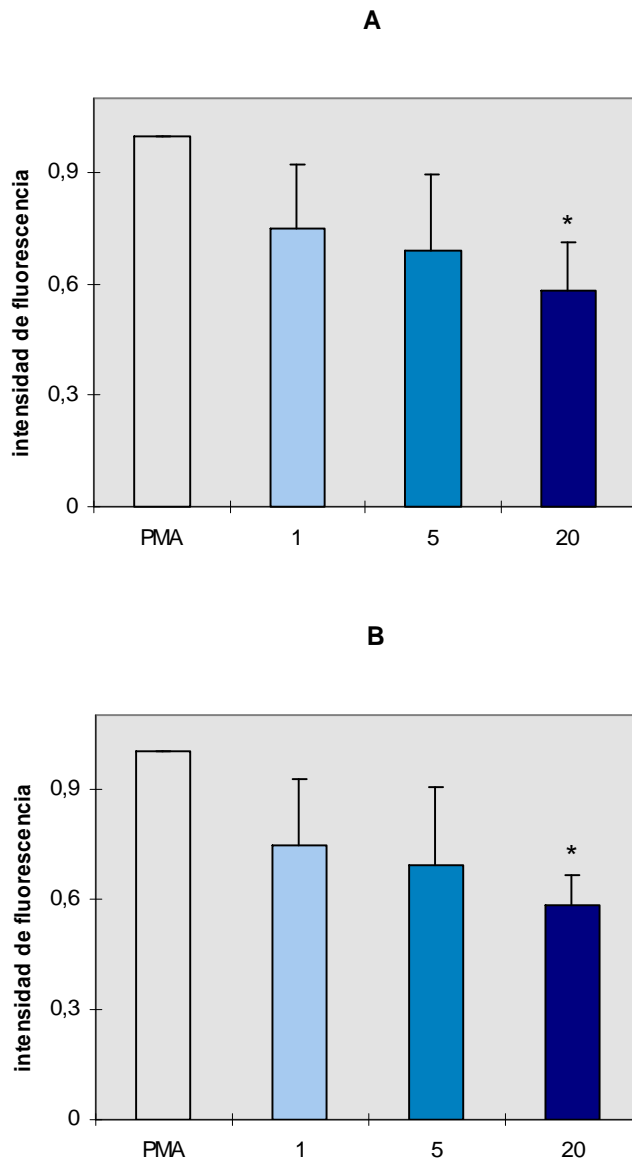 A
intensidad de fluorescencia
0,9
0,6
0,3
0
*
PMA 1 5 20
B
intensidad de fluorescencia
0,9
0,6
0,3
0
*
PMA 1 5 20